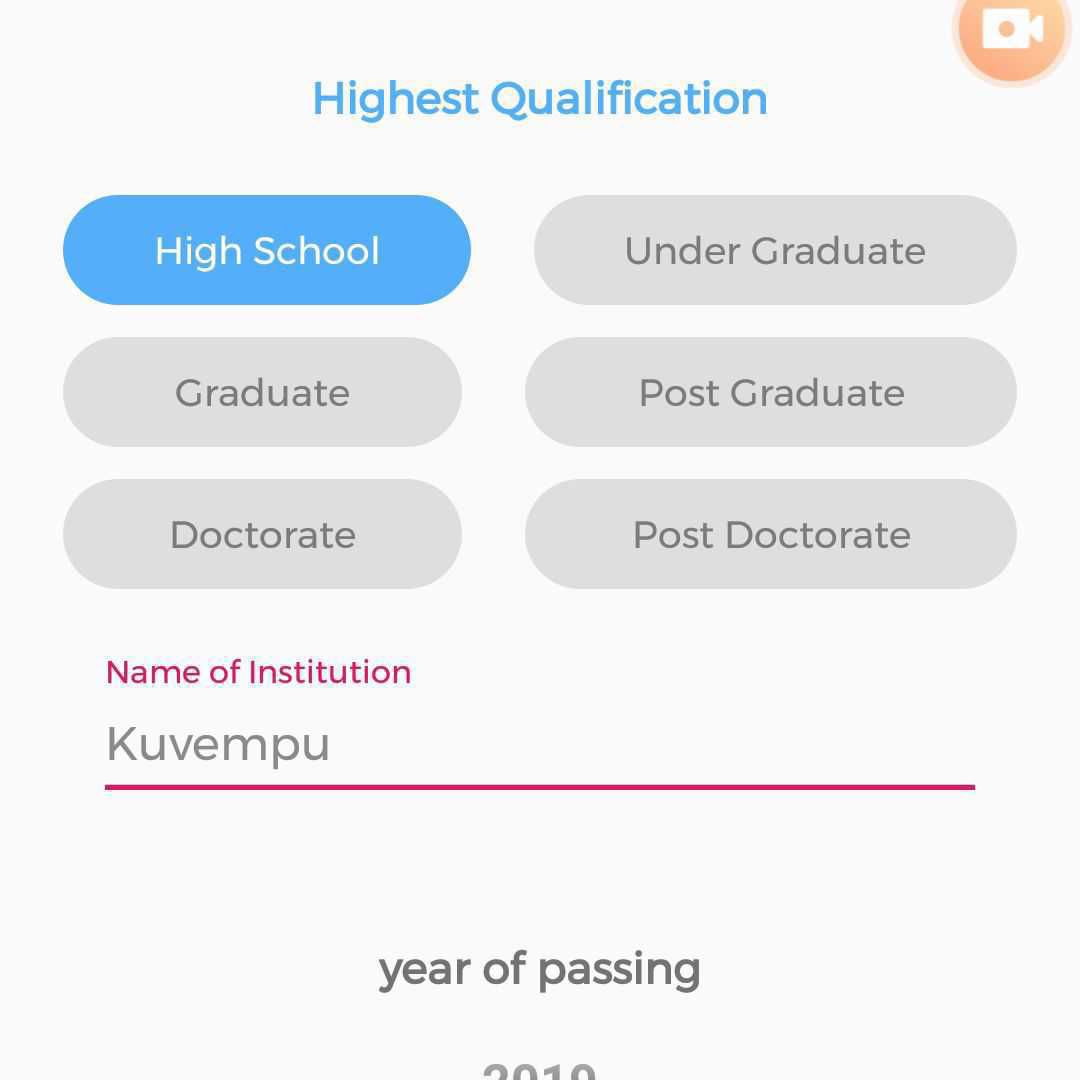 Highest Qualification
High School
Under Graduate
Graduate
Post Graduate
Doctorate
Post Doctorate
Name of Institution
Kuvempu
year of passing